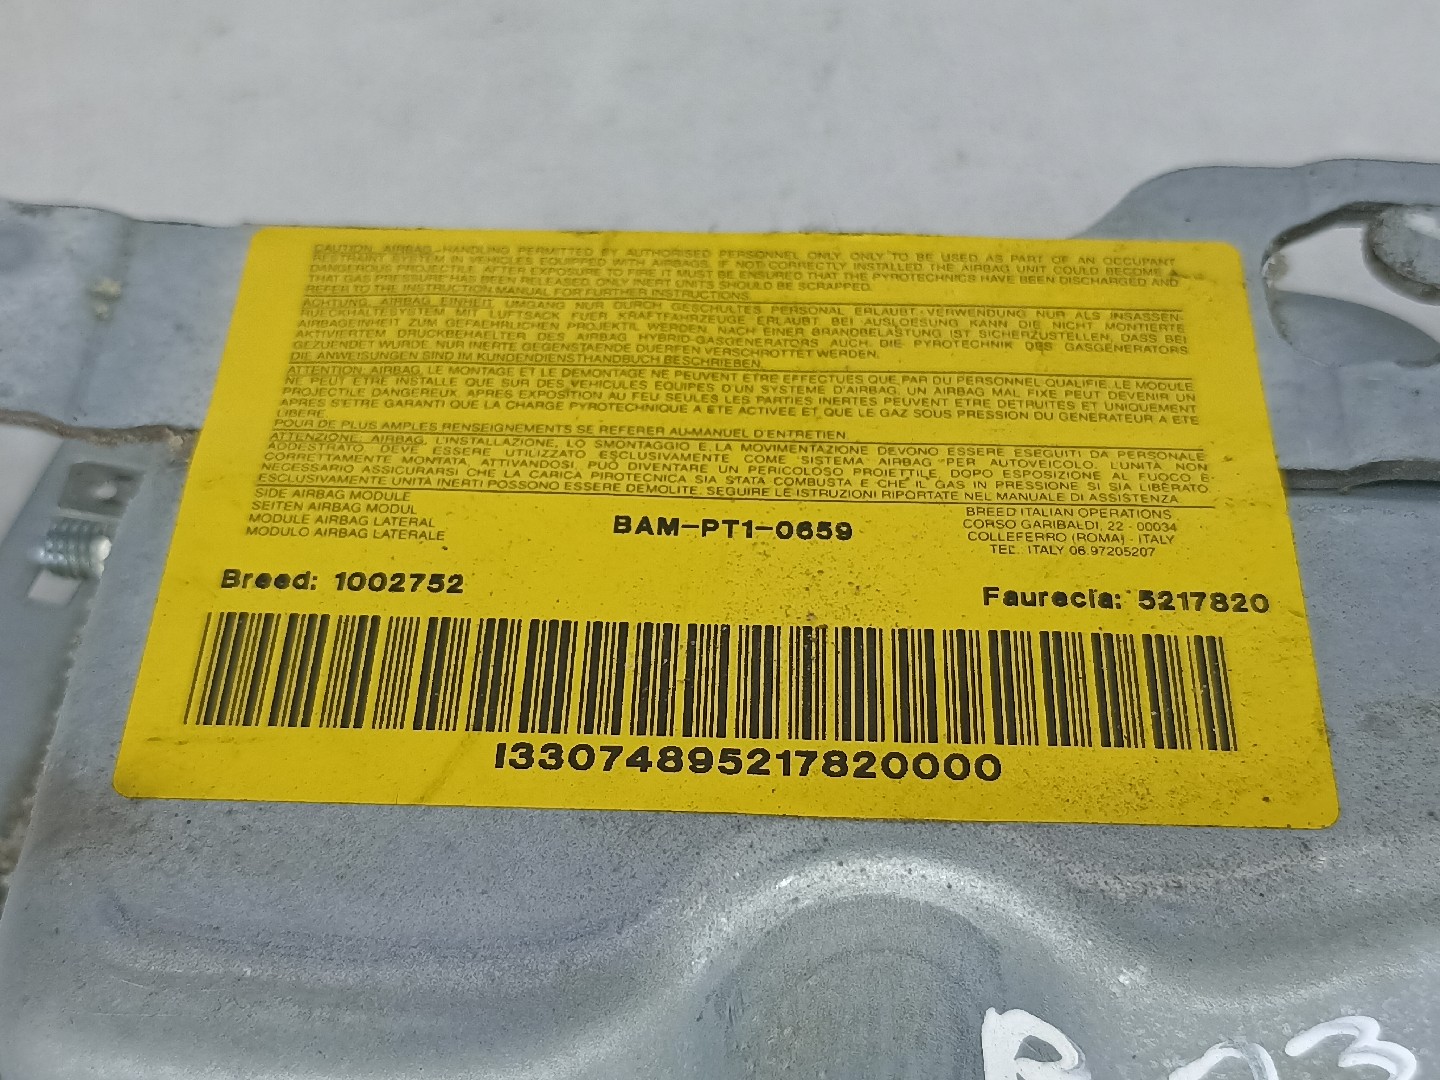 CAUTION, AIRBAG-HANDLING PERMITTED BY AUTHORISED PERSONNEL ONLY, ONLY TO BE USED AS PART OF AN OCCUPANT
RESTRAINT SYSTEM IN VEHICLES EQUIPPED WITH AIRBAGS. IF NOT CORRECTLY INSTALLED THE AIRBAG UNIT COULD BECOME A
DANGEROUS PROJECTILE. AFTER EXPOSURE TO FIRE IT MUST BE ENSURED THAT THE PYROTECHNICS HAVE BEEN DISCHARGED AND
THAT PRESSURE HAS BEEN RELEASED. ONLY INERT UNITS SHOULD BE SCRAPPED.
REFER TO THE INSTRUCTION MANUAL FOR FURTHER INSTRUCTIONS.
ACHTUNG, AIRBAG EINHEIT, UMGANG NUR DURCH GESCHULTES PERSONAL ERLAUBT-VERWENDUNG NUR ALS INSASSEN-
RUECKHALTESYSTEM MIT LUFTSACK FUER KRAFTFAHRZEUGE ERLAUBT BEI AUSLOESUNG KANN DIE NICHT MONTIERTE
AIRBAGEINHEIT ZUM GEFAEHRLICHEN PROJEKTIL WERDEN. NACH EINER BRANDBELASTUNG IST SICHERZUSTELLEN, DASS BEI
AKTIVERTEM DRUCKBEHAELTER DES AIRBAG HYBRID-GASGENERATORS AUCH DIE PYROTECHNIK DES GASGENERATORS
GEZUENDET WURDE. NUR INERTE GEGENSTAENDE DUERFEN VERSCHROTTET WERDEN.
DIE ANWEISUNGEN SIND IM KUNDENDIENSTHANDBUCH BESCHRIEBEN.
ATTENTION, AIRBAG, LE MONTAGE ET LE DEMONTAGE NE PEUVENT ETRE EFFECTUES QUE PAR DU PERSONNEL QUALIFIE. LE MODULE
NE PEUT ETRE INSTALLE QUE SUR DES VEHICULES EQUIPES D'UN SYSTEME D'AIRBAG. UN AIRBAG MAL FIXE PEUT DEVENIR UN
PROJECTILE DANGEREUX. APRES EXPOSITION AU FEU SEULES LES PARTIES INERTES PEUVENT ETRE DETRUITES ET UNIQUEMENT
APRES S'ETRE GARANTI QUE LA CHARGE PYROTECHNIQUE A ETE ACTIVEE ET QUE LE GAZ SOUS PRESSION DU GENERATEUR A ETE
LIBERE.
POUR DE PLUS AMPLES RENSEIGNEMENTS SE REFERER AU-MANUEL D'ENTRETIEN.
ATTENZIONE, AIRBAG, L'INSTALLAZIONE, LO SMONTAGGIO E LA MOVIMENTAZIONE DEVONO ESSERE ESEGUITI DA PERSONALE
ADDESTRATO. DEVE ESSERE UTILIZZATO ESCLUSIVAMENTE COME "SISTEMA AIRBAG" PER AUTOVEICOLO. L'UNITÀ NON
CORRETTAMENTE MONTATA, ATTIVANDOSI, PUÒ DIVENTARE UN PERICOLOSO PROIETTILE. DOPO ESPOSIZIONE AL FUOCO E'
NECESSARIO ASSICURARSI CHE LA CARICA PIROTECNICA SIA STATA COMBUSTA E CHE IL GAS IN PRESSIONE SI SIA LIBERATO.
ESCLUSIVAMENTE UNITÀ INERTI POSSONO ESSERE DEMOLITE. SEGUIRE LE ISTRUZIONI RIPORTATE NEL MANUALE DI ASSISTENZA.
SIDE AIRBAG MODULE
SEITEN AIRBAG MODUL
MODULE AIRBAG LATERAL
MODULO AIRBAG LATERALE
BAM-PT1-0659
BREED ITALIAN OPERATIONS
CORSO GARIBALDI, 22 - 00034
COLLEFERRO (ROMA) - ITALY
TEL. ITALY 06.97205207
Breed: 1002752
Faurecia: 5217820
I33074895217820000